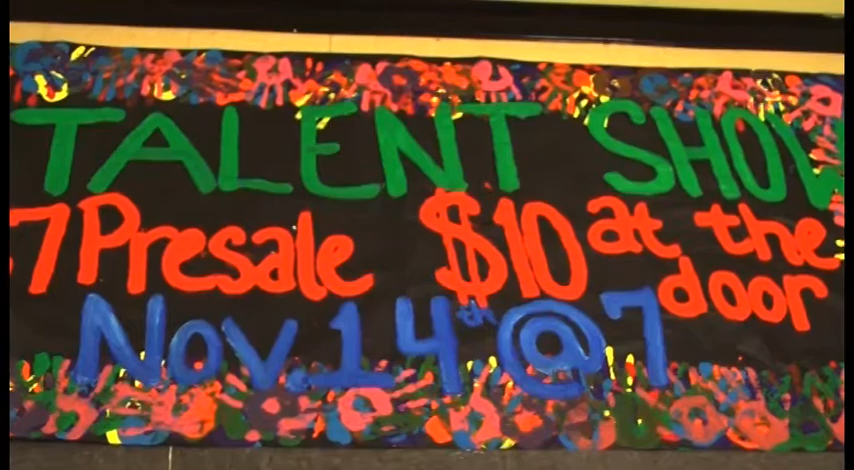 TALENT SHOW
7 Presale $10 at the door
Nov 14th @ 7